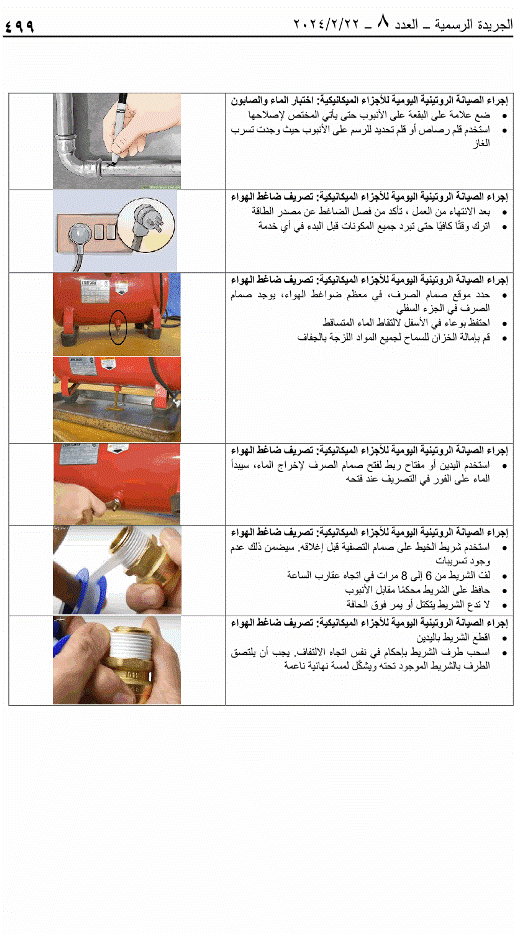 الجريدة الرسمية – العدد ٨ – ٢٠٢٤/٢/٢٢
٤٩٩
إجراء الصيانة الروتينية اليومية للأجزاء الميكانيكية: اختبار الماء والصابون
• ضع علامة على البقعة على الأنبوب حتى يأتي المختص لإصلاحها
• استخدم قلم رصاص أو قلم تحديد للرسم على الأنبوب حيث وجدت تسرب
الغاز
إجراء الصيانة الروتينية اليومية للأجزاء الميكانيكية: تصريف ضاغط الهواء
• بعد الانتهاء من العمل ، تأكد من فصل الضاغط عن مصدر الطاقة
• اترك وقتًا كافيًا حتى تبرد جميع المكونات قبل البدء في أي خدمة
إجراء الصيانة الروتينية اليومية للأجزاء الميكانيكية: تصريف ضاغط الهواء
• حدد موقع صمام الصرف، في معظم ضواغط الهواء، يوجد صمام
الصرف في الجزء السفلي
• احتفظ بوعاء في الأسفل لالتقاط الماء المتساقط
• قم بإمالة الخزان للسماح لجميع المواد اللزجة بالجفاف
إجراء الصيانة الروتينية اليومية للأجزاء الميكانيكية: تصريف ضاغط الهواء
• استخدم اليدين أو مفتاح ربط لفتح صمام الصرف لإخراج الماء، سيبدأ
الماء على الفور في التصريف عند فتحه
إجراء الصيانة الروتينية اليومية للأجزاء الميكانيكية: تصريف ضاغط الهواء
• استخدم شريط الخيط على صمام التصفية قبل إغلاقه. سيضمن ذلك عدم
وجود تسريبات
• لف الشريط من 6 إلى 8 مرات في اتجاه عقارب الساعة
• حافظ على الشريط محكمًا مقابل الأنبوب
• لا تدع الشريط يتكتل أو يمر فوق الحافة
إجراء الصيانة الروتينية اليومية للأجزاء الميكانيكية: تصريف ضاغط الهواء
• اقطع الشريط باليدين
• اسحب طرف الشريط بإحكام في نفس اتجاه الالتفاف. يجب أن يلتصق
الطرف بالشريط الموجود تحته ويشكّل لمسة نهائية ناعمة